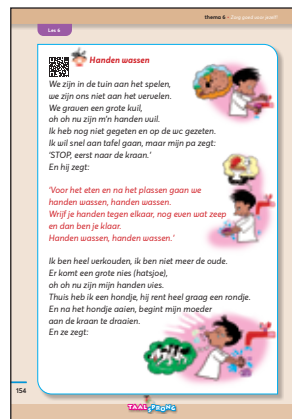 thema 6 - Zorg goed voor jezelf!
Les 6
Handen wassen
We zijn in de tuin aan het spelen,
we zijn ons niet aan het vervelen.
We graven een grote kuil,
oh oh nu zijn m'n handen vuil.
Ik heb nog niet gegeten en op de wc gezeten.
Ik wil snel aan tafel gaan, maar mijn pa zegt:
'STOP, eerst naar de kraan.'
En hij zegt:
'Voor het eten en na het plassen gaan we
handen wassen, handen wassen.
Wrijf je handen tegen elkaar, nog even wat zeep
en dan ben je klaar.
Handen wassen, handen wassen.'
Ik ben heel verkouden, ik ben niet meer de oude.
Er komt een grote nies (hatsjoe),
oh oh nu zijn mijn handen vies.
Thuis heb ik een hondje, hij rent heel graag een rondje.
En na het hondje aaien, begint mijn moeder
aan de kraan te draaien.
En ze zegt:
154
TAALSPRONG